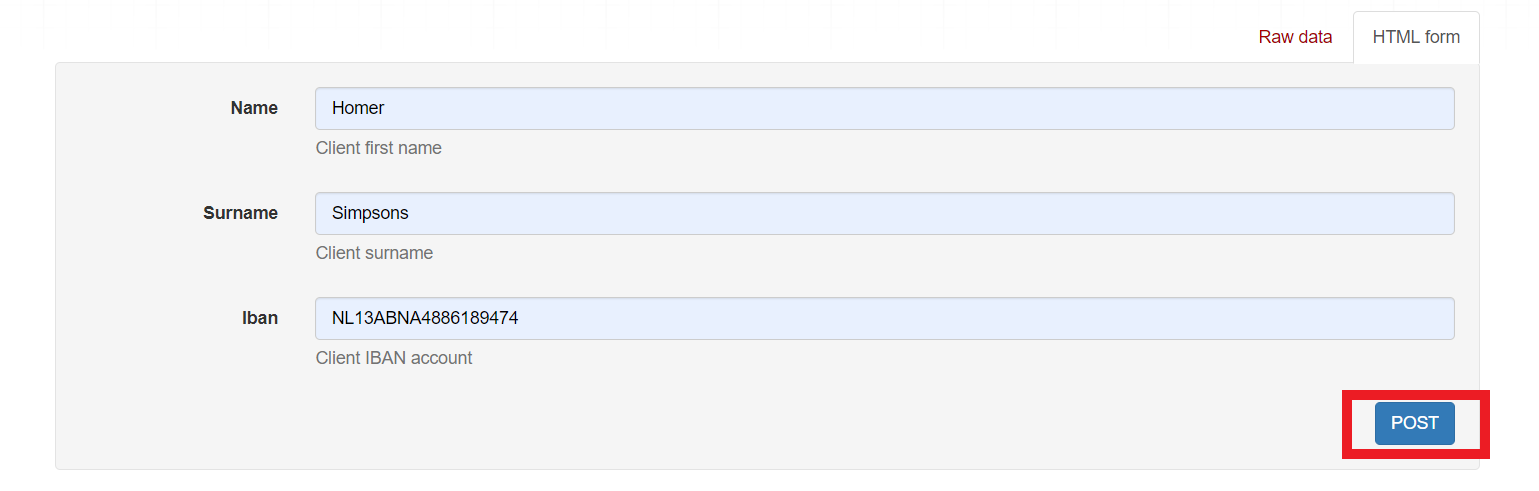 Raw data HTML form
Name Homer
Client first name
Surname Simpsons
Client surname
Iban NL13ABNA4886189474
Client IBAN account
POST